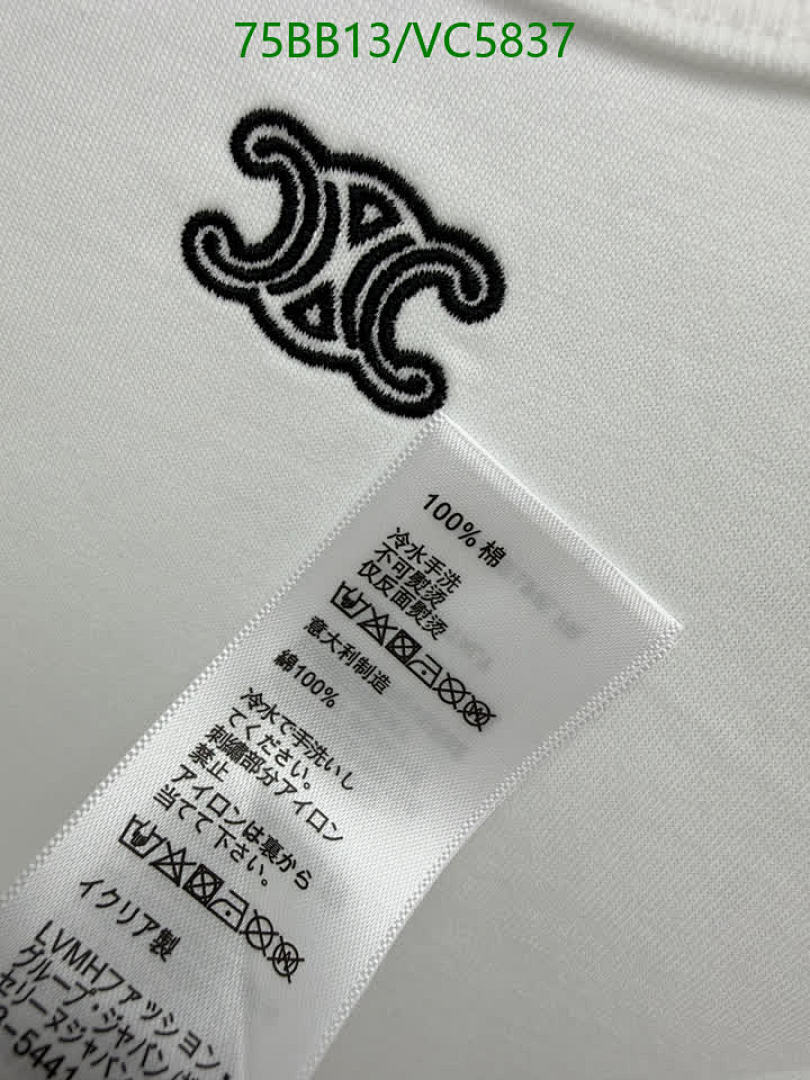 75BB13/VC5837
100% 棉
冷水手洗
不可熨烫
仅反面熨烫
意大利制造
綿100%
冷水で手洗いし
てください。
刺繍部分アイロン
禁止
アイロンは裏から
当てて下さい。
イクリア製
LVMHファッション
グループ・ジャパン
セリーヌジャパン
3-5441